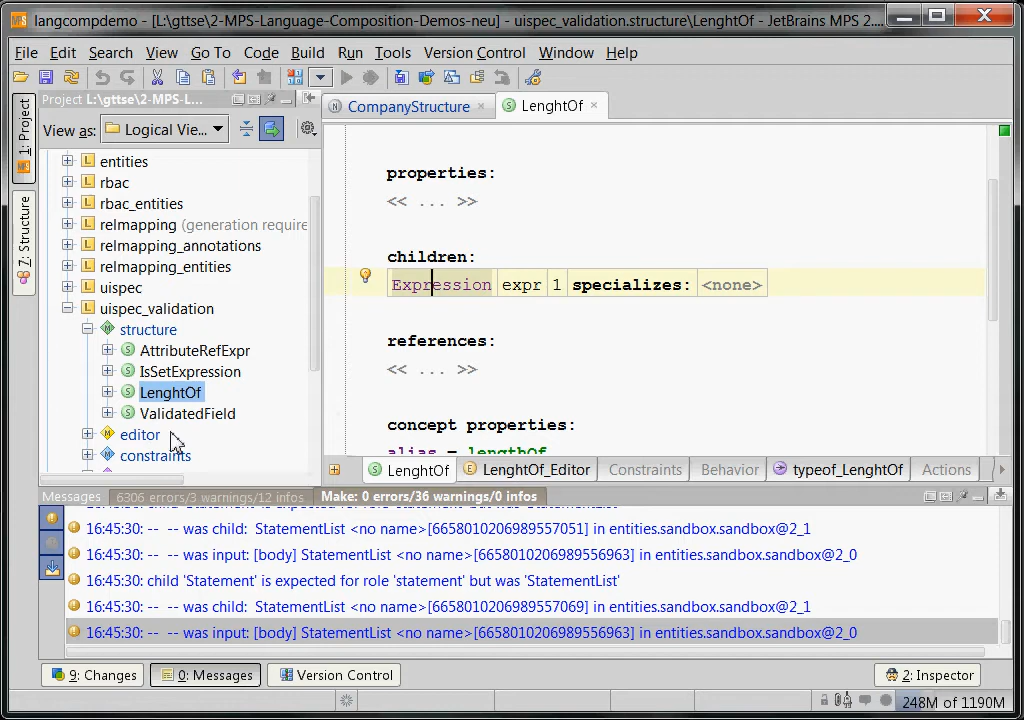 langcompdemo - [L:\gttse\2-MPS-Language-Composition-Demos-neu] - uispec_validation.structure\LenghtOf - JetBrains MPS 2....
File Edit Search View Go To Code Build Run Tools Version Control Window Help
Project L:\gttse\2-MPS-L...
CompanyStructure
LenghtOf
1: Project
Z: Structure
View as: Logical Vie...
entities
rbac
rbac_entities
relmapping (generation require
relmapping_annotations
relmapping_entities
uispec
uispec_validation
structure
AttributeRefExpr
IsSetExpression
LenghtOf
ValidatedField
editor
constraints
properties:
<< ... >>
children:
Expression expr 1 specializes: <none>
references:
<< ... >>
concept properties:
alias = lengthOf
LenghtOf LenghtOf_Editor Constraints Behavior typeof_LenghtOf Actions
Messages 6306 errors/3 warnings/12 infos Make: 0 errors/36 warnings/0 infos
16:45:30: -- -- was child: StatementList <no name>[6658010206989557051] in entities.sandbox.sandbox@2_1
16:45:30: -- -- was input: [body] StatementList <no name>[6658010206989556963] in entities.sandbox.sandbox@2_0
16:45:30: child 'Statement' is expected for role 'statement' but was 'StatementList'
16:45:30: -- -- was child: StatementList <no name>[6658010206989557069] in entities.sandbox.sandbox@2_1
16:45:30: -- -- was input: [body] StatementList <no name>[6658010206989556963] in entities.sandbox.sandbox@2_0
9: Changes 0: Messages Version Control 2: Inspector
248M of 1190M